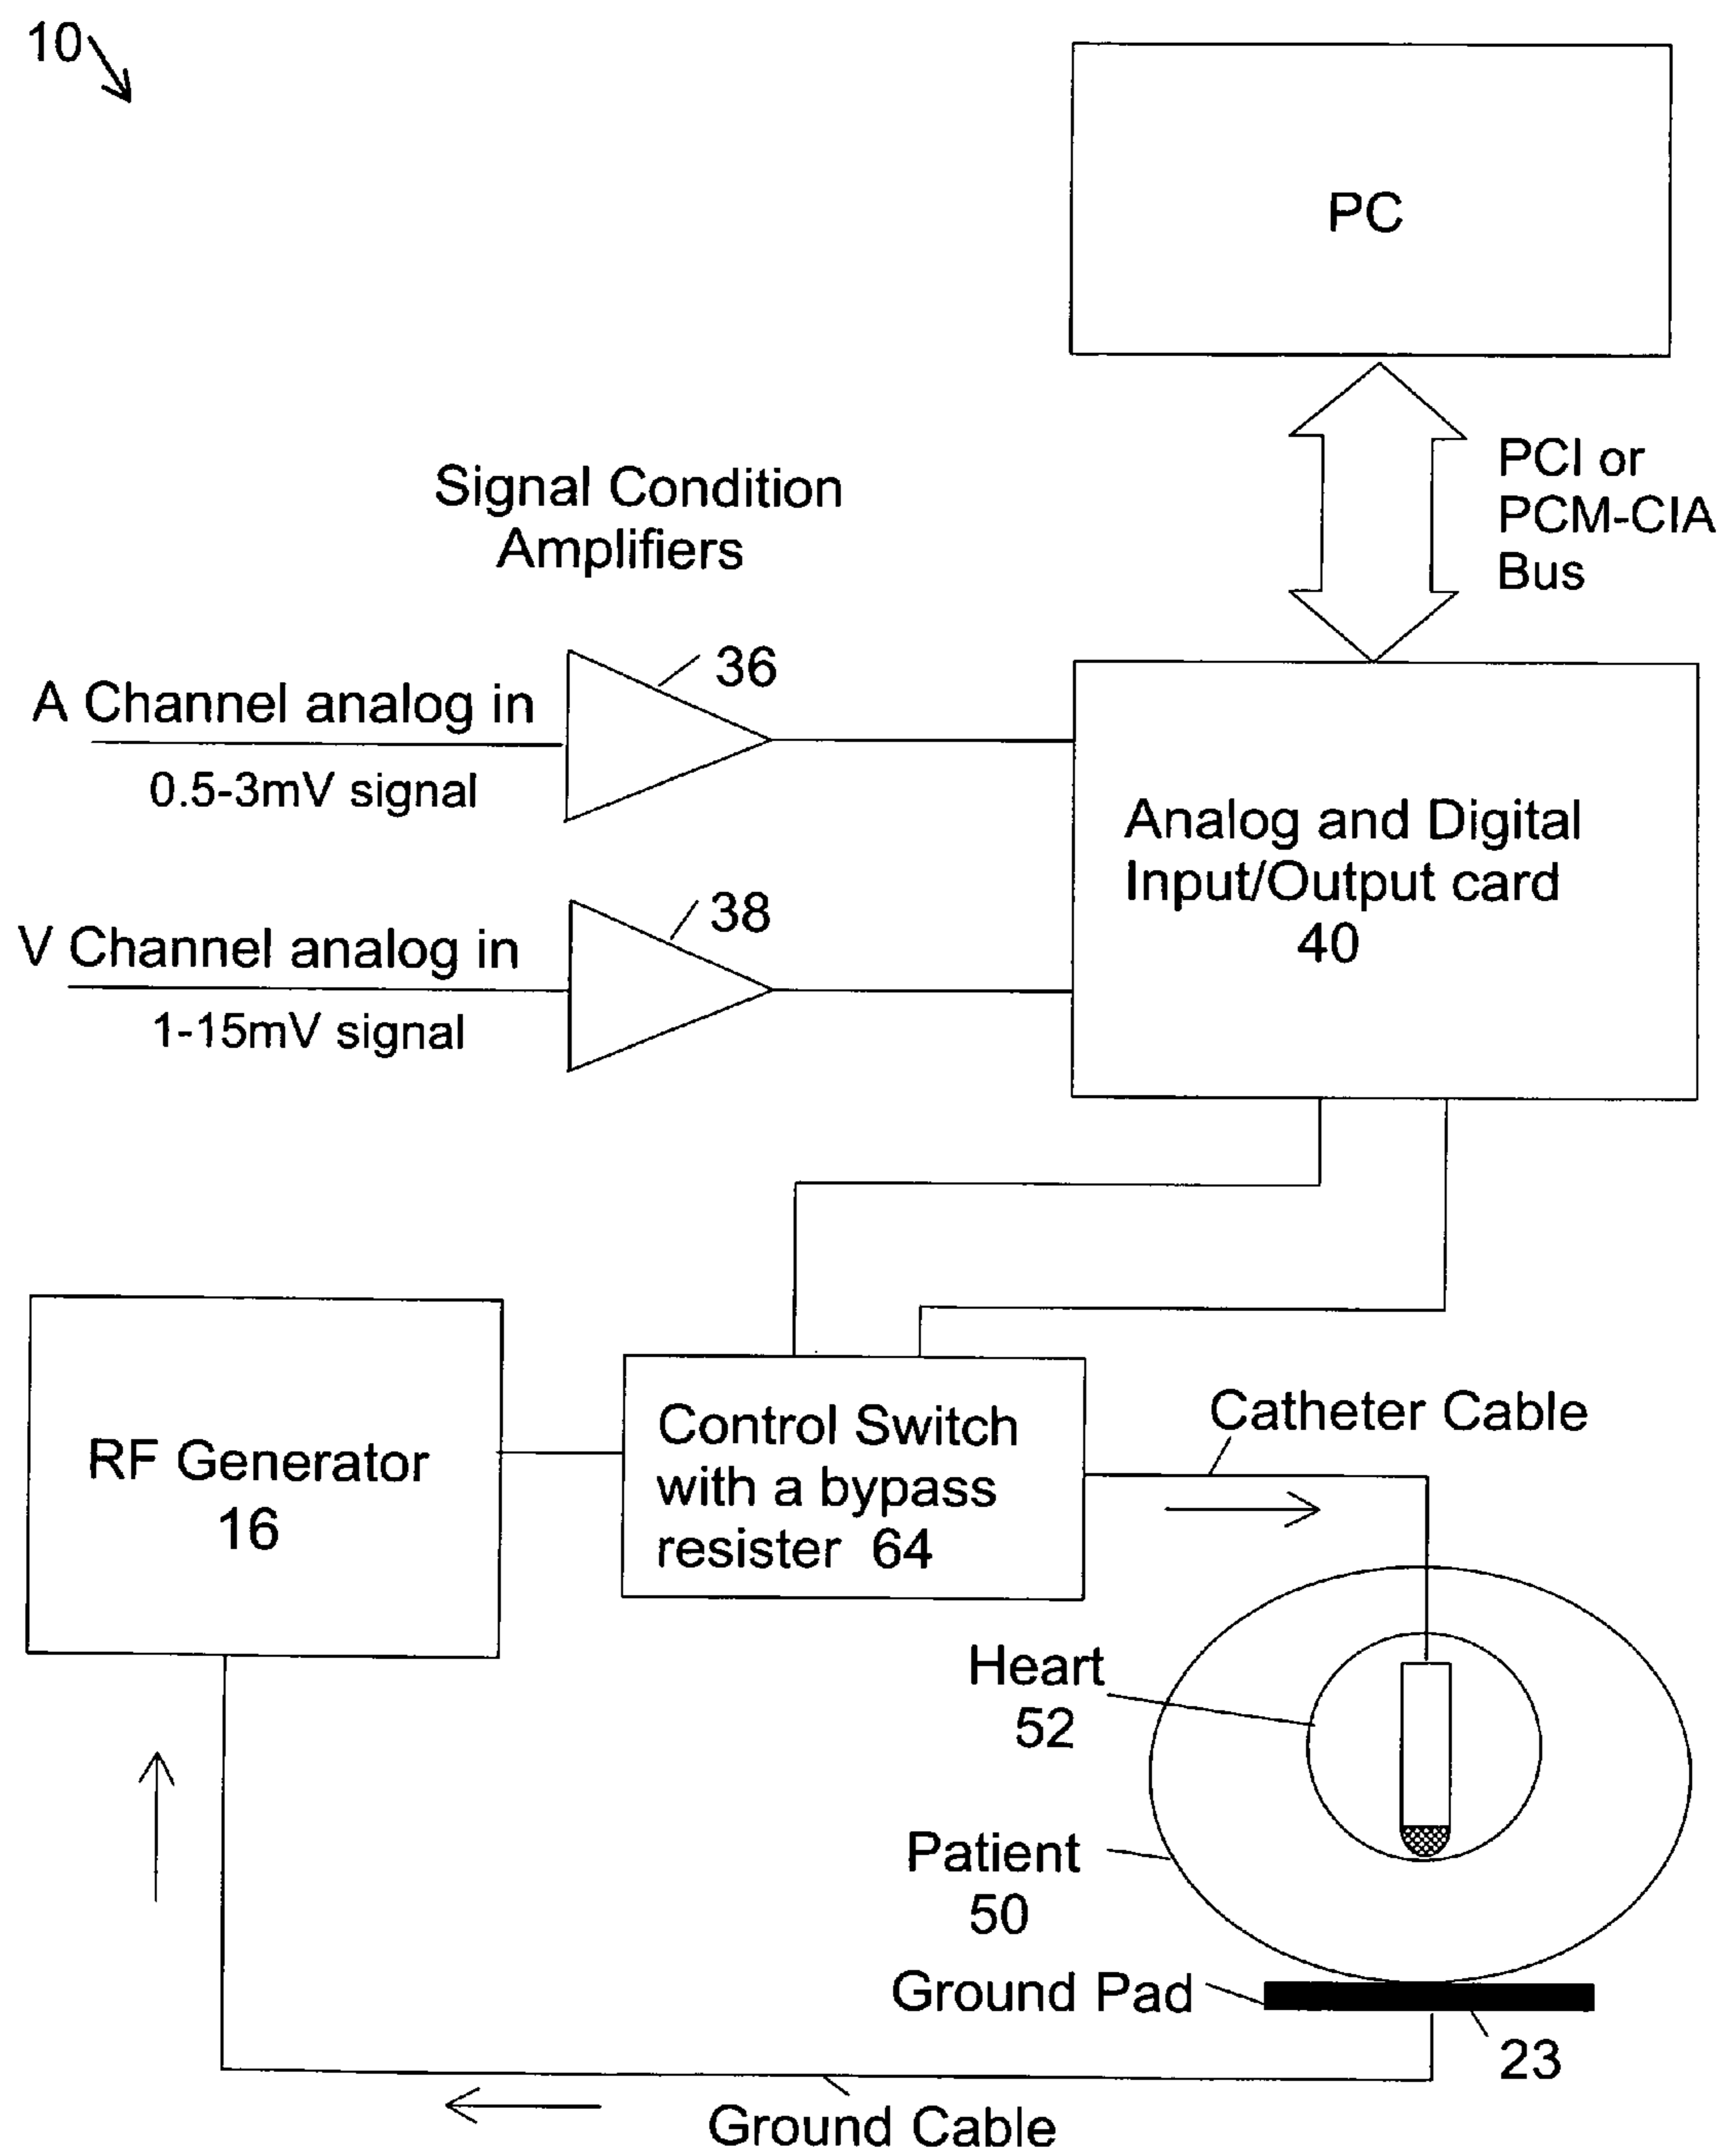 10
PC
PCI or
PCM-CIA
Bus
Signal Condition
Amplifiers
36
A Channel analog in
0.5-3mV signal
38
V Channel analog in
1-15mV signal
Analog and Digital
Input/Output card
40
RF Generator
16
Control Switch
with a bypass
resister 64
Catheter Cable
Heart
52
Patient
50
Ground Pad
23
Ground Cable